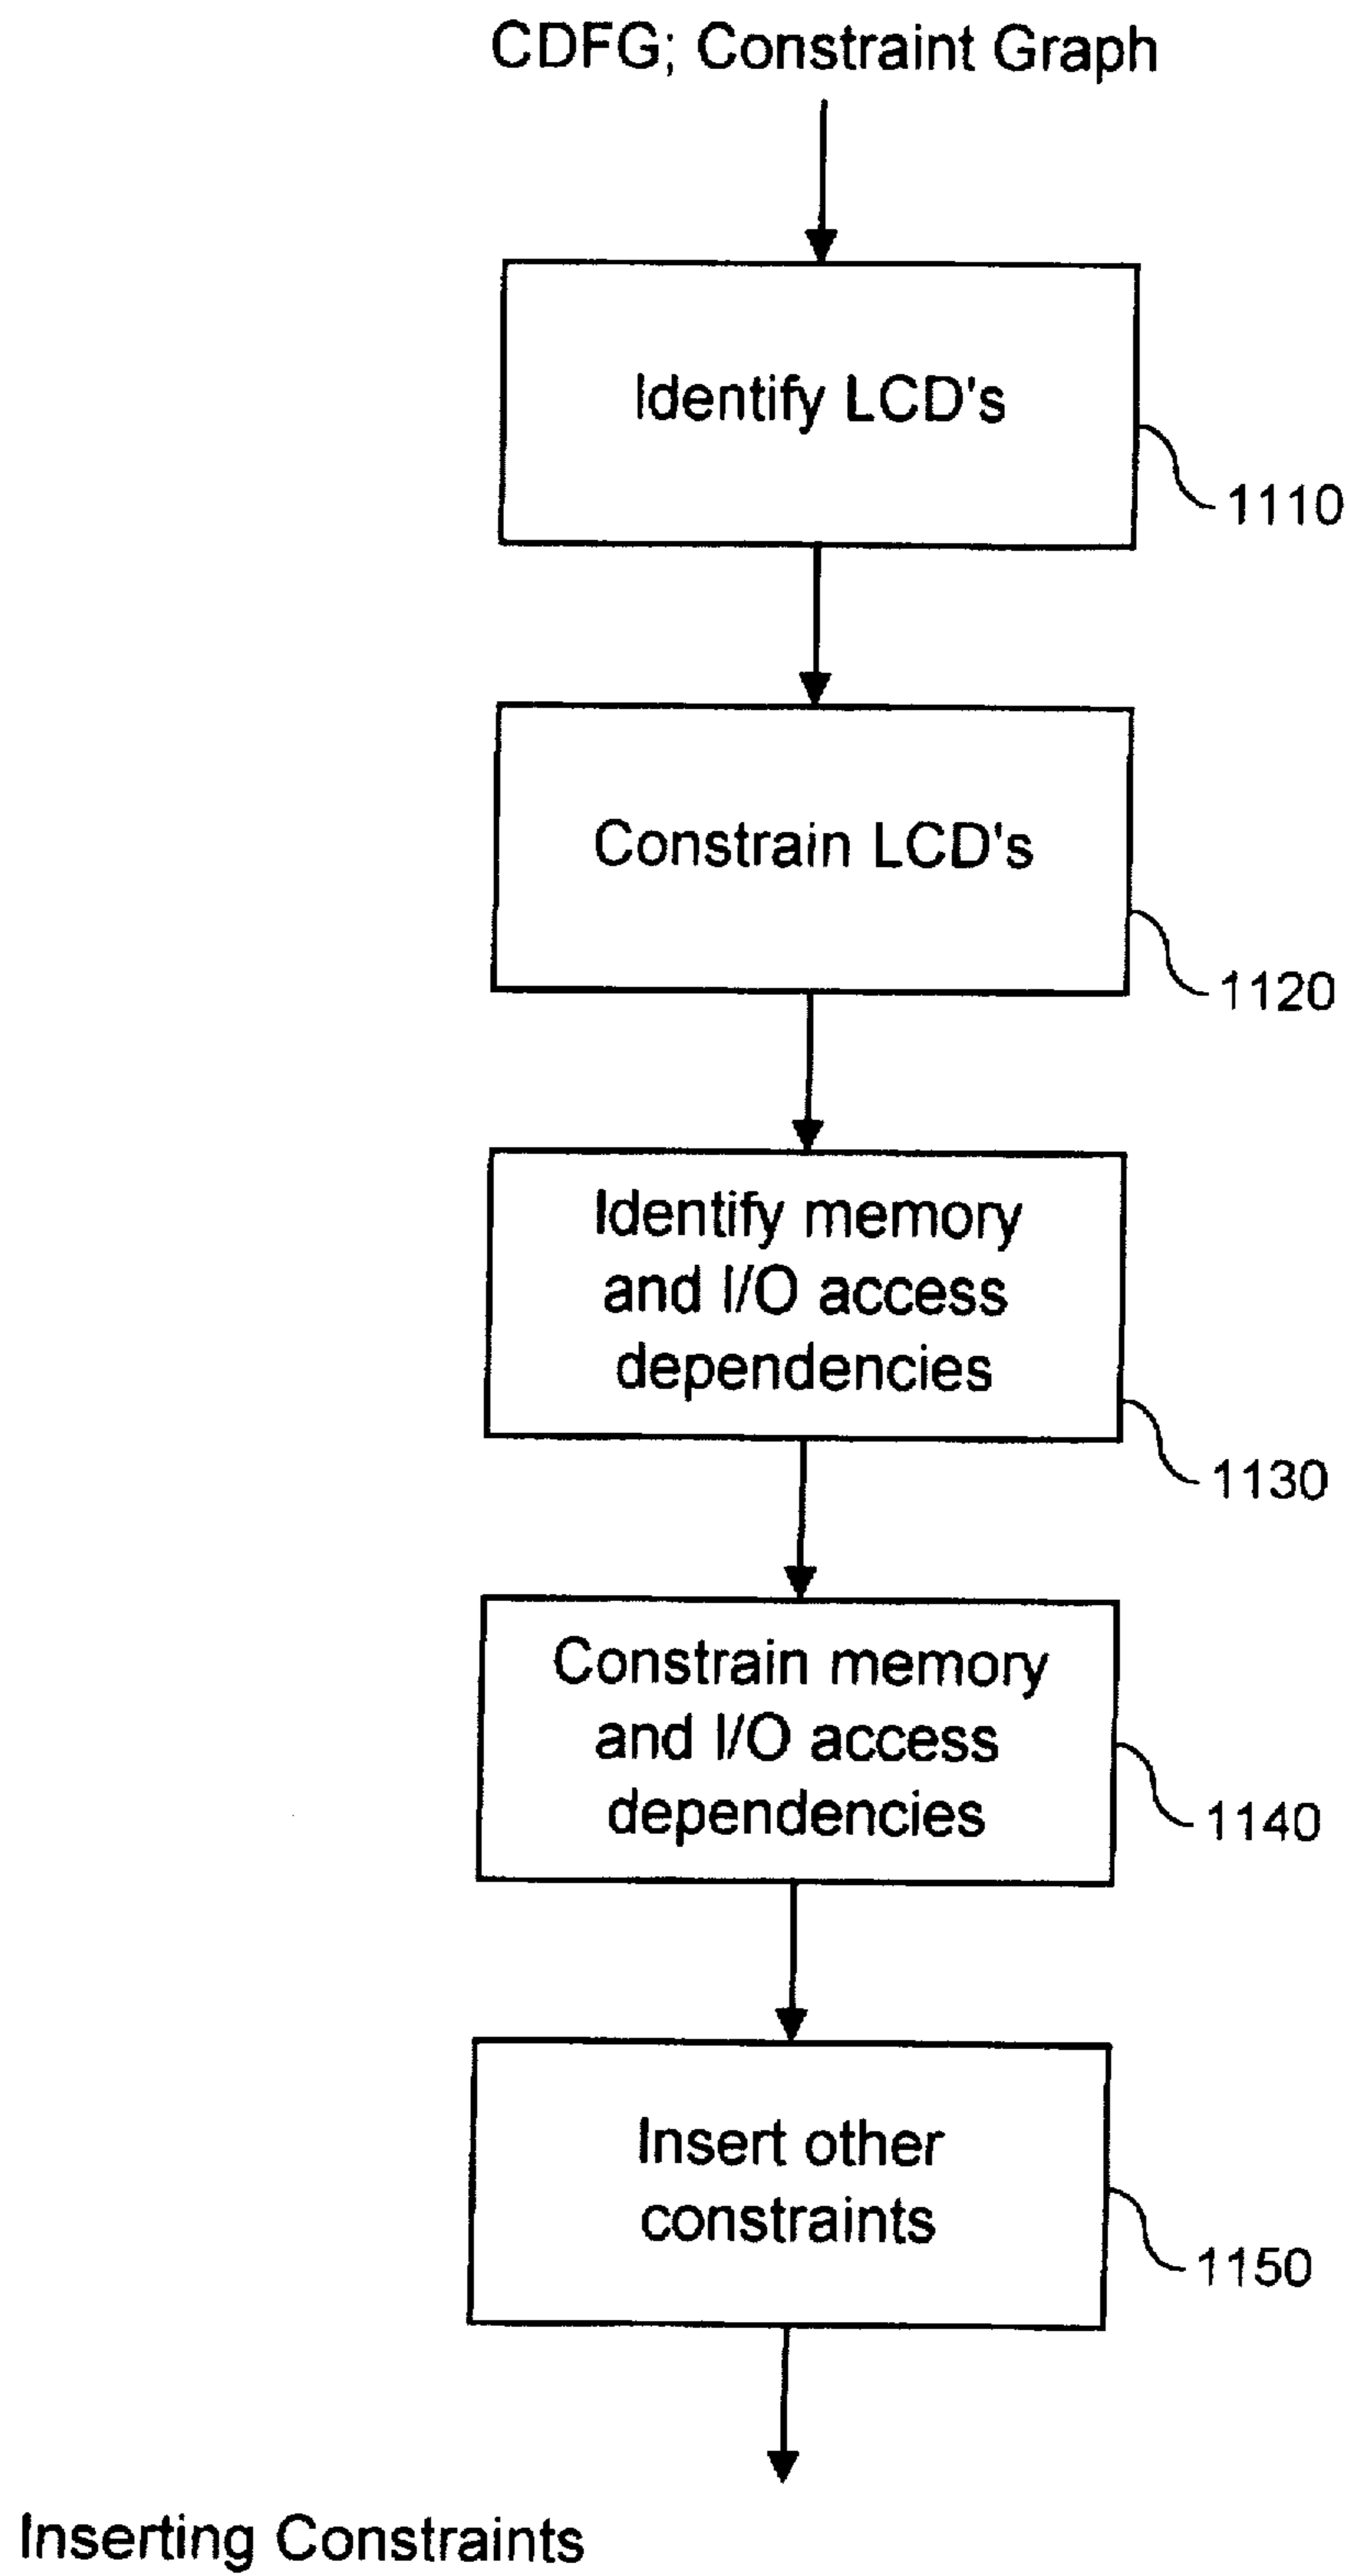 CDFG; Constraint Graph
Identify LCD's
1110
Constrain LCD's
1120
Identify memory
and I/O access
dependencies
1130
Constrain memory
and I/O access
dependencies
1140
Insert other
constraints
1150
Inserting Constraints